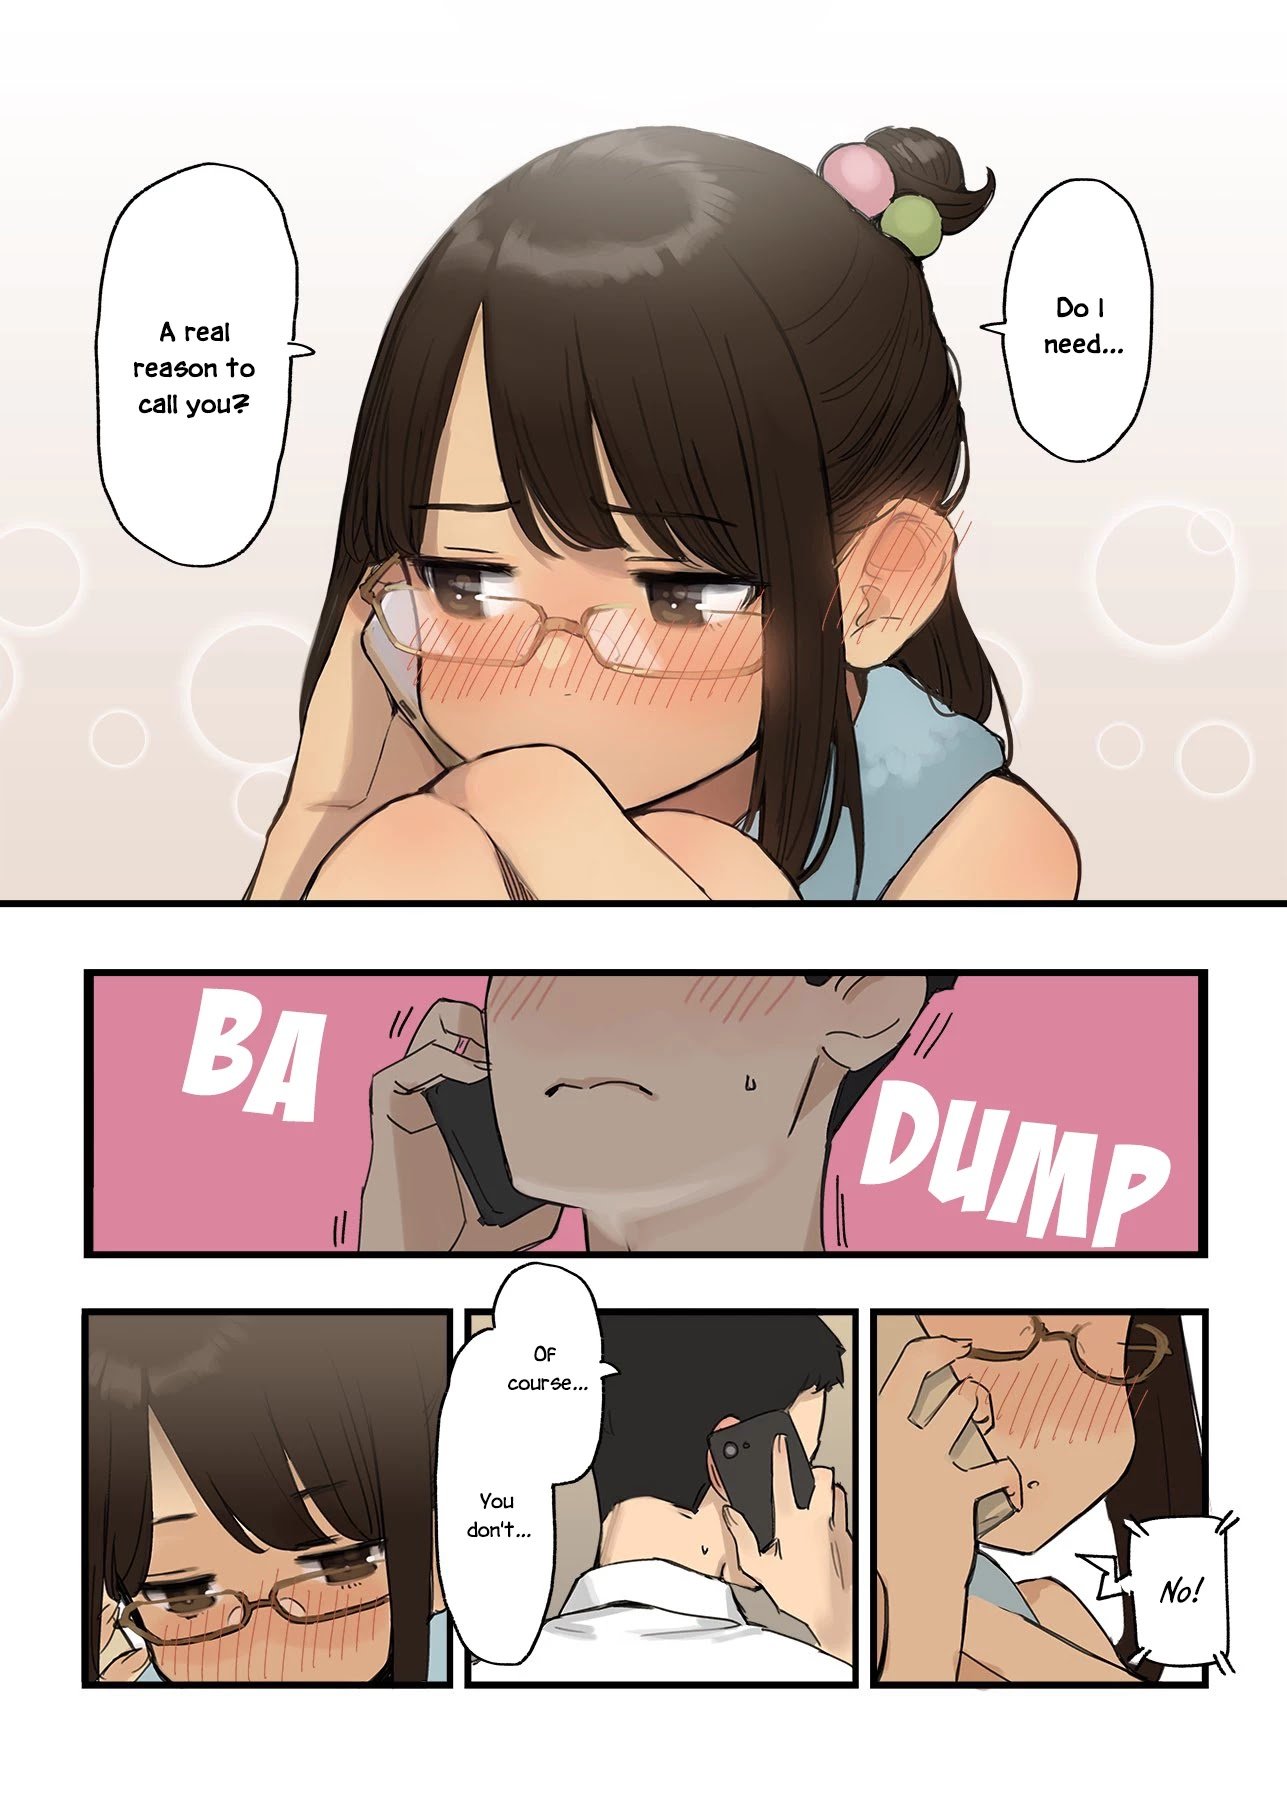 Do I
need...
A real
reason to
call you?
BA
DUMP
No!
Of
course...
You
don't...